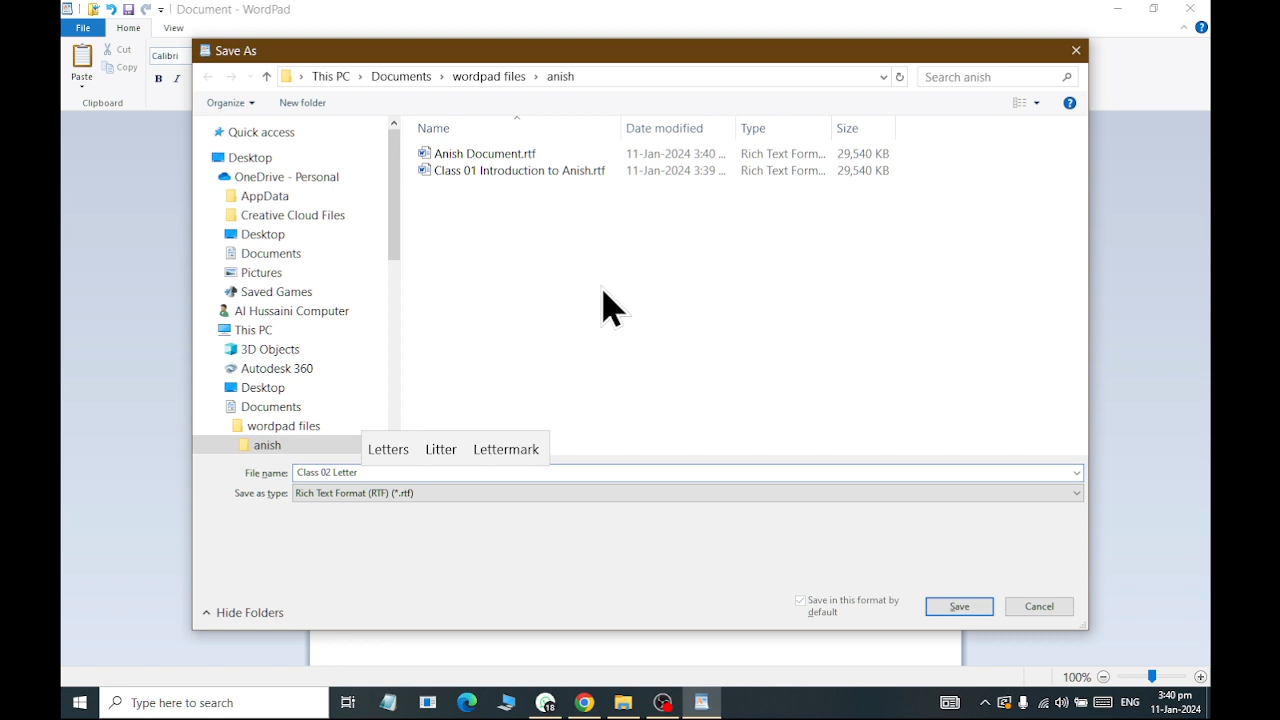 Document - WordPad
File Home View
Paste Cut Copy Calibri
B I
Clipboard
Save As
This PC Documents wordpad files anish
Search anish
Organize New folder
Quick access
Desktop
OneDrive - Personal
AppData
Creative Cloud Files
Desktop
Documents
Pictures
Saved Games
Al Hussaini Computer
This PC
3D Objects
Autodesk 360
Desktop
Documents
wordpad files
anish
Name Date modified Type Size
Anish Document.rtf 11-Jan-2024 3:40 ... Rich Text Form... 29,540 KB
Class 01 Introduction to Anish.rtf 11-Jan-2024 3:39 ... Rich Text Form... 29,540 KB
Letters Litter Lettermark
File name: Class 02 Letter
Save as type: Rich Text Format (RTF) (*.rtf)
Save in this format by
default
Save Cancel
Hide Folders
100%
Type here to search
18
ENG
3:40 pm
11-Jan-2024